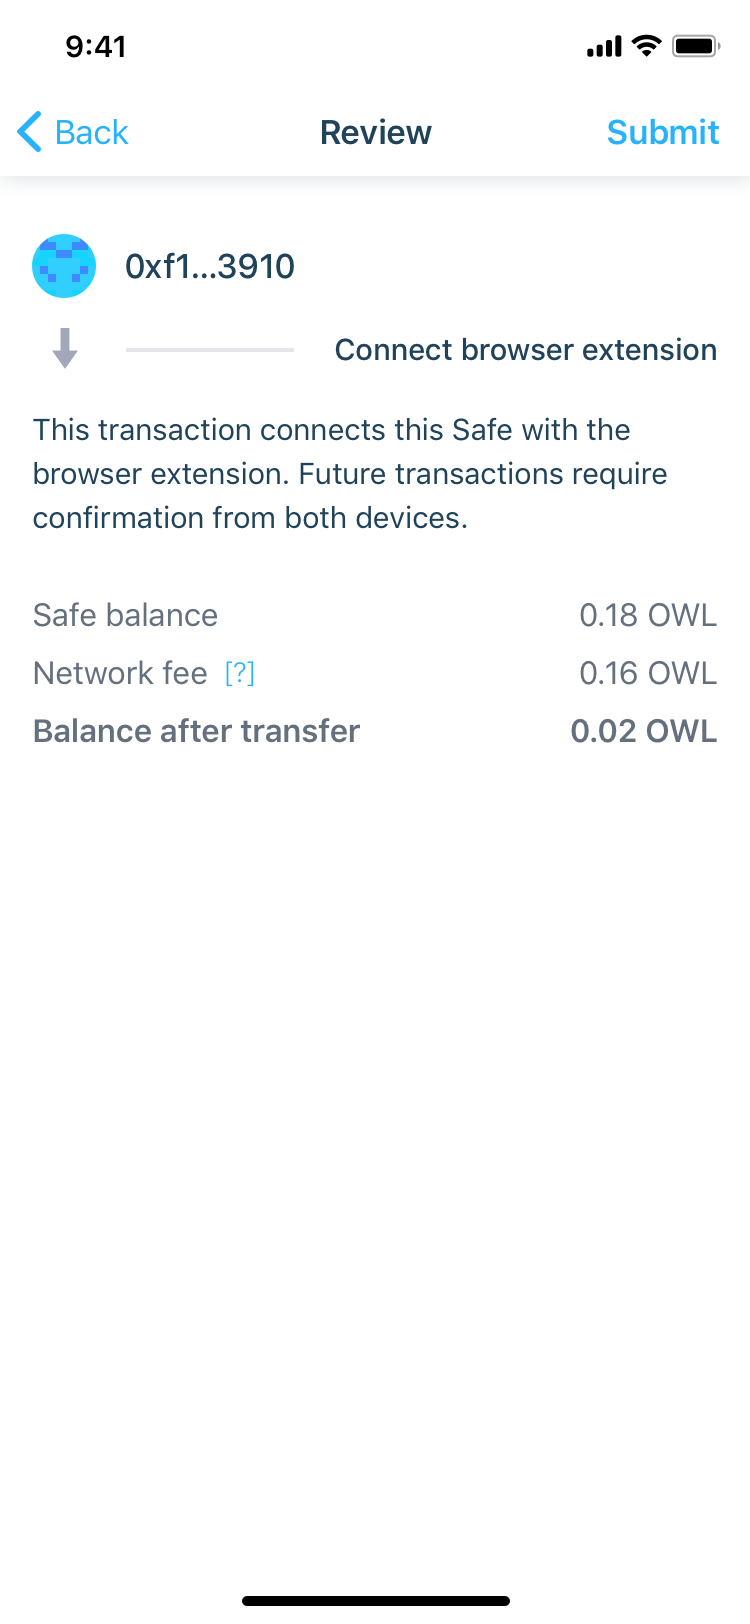 9:41
Back
Review
Submit
0xf1...3910
Connect browser extension
This transaction connects this Safe with the
browser extension. Future transactions require
confirmation from both devices.
Safe balance 0.18 OWL
Network fee [?] 0.16 OWL
Balance after transfer 0.02 OWL